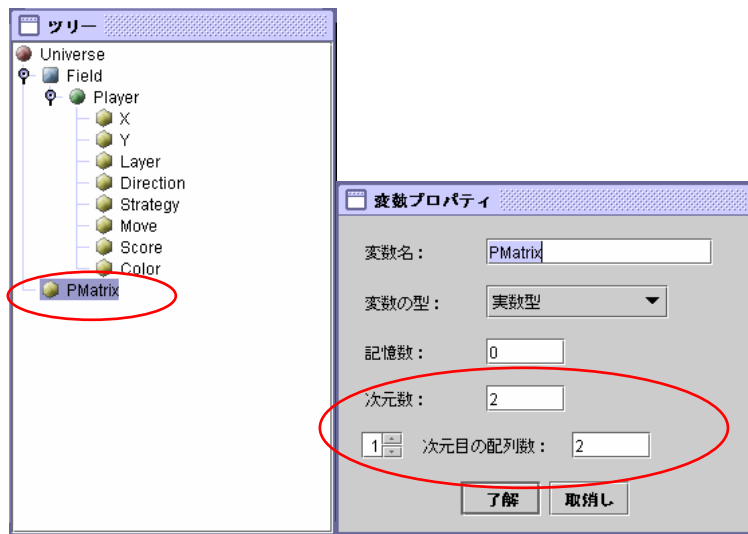 ツリー
Universe
Field
Player
X
Y
Layer
Direction
Strategy
Move
Score
Color
PMatrix
変数プロパティ
変数名： PMatrix
変数の型： 実数型
記憶数： 0
次元数： 2
1 次元目の配列数： 2
了解 取消し